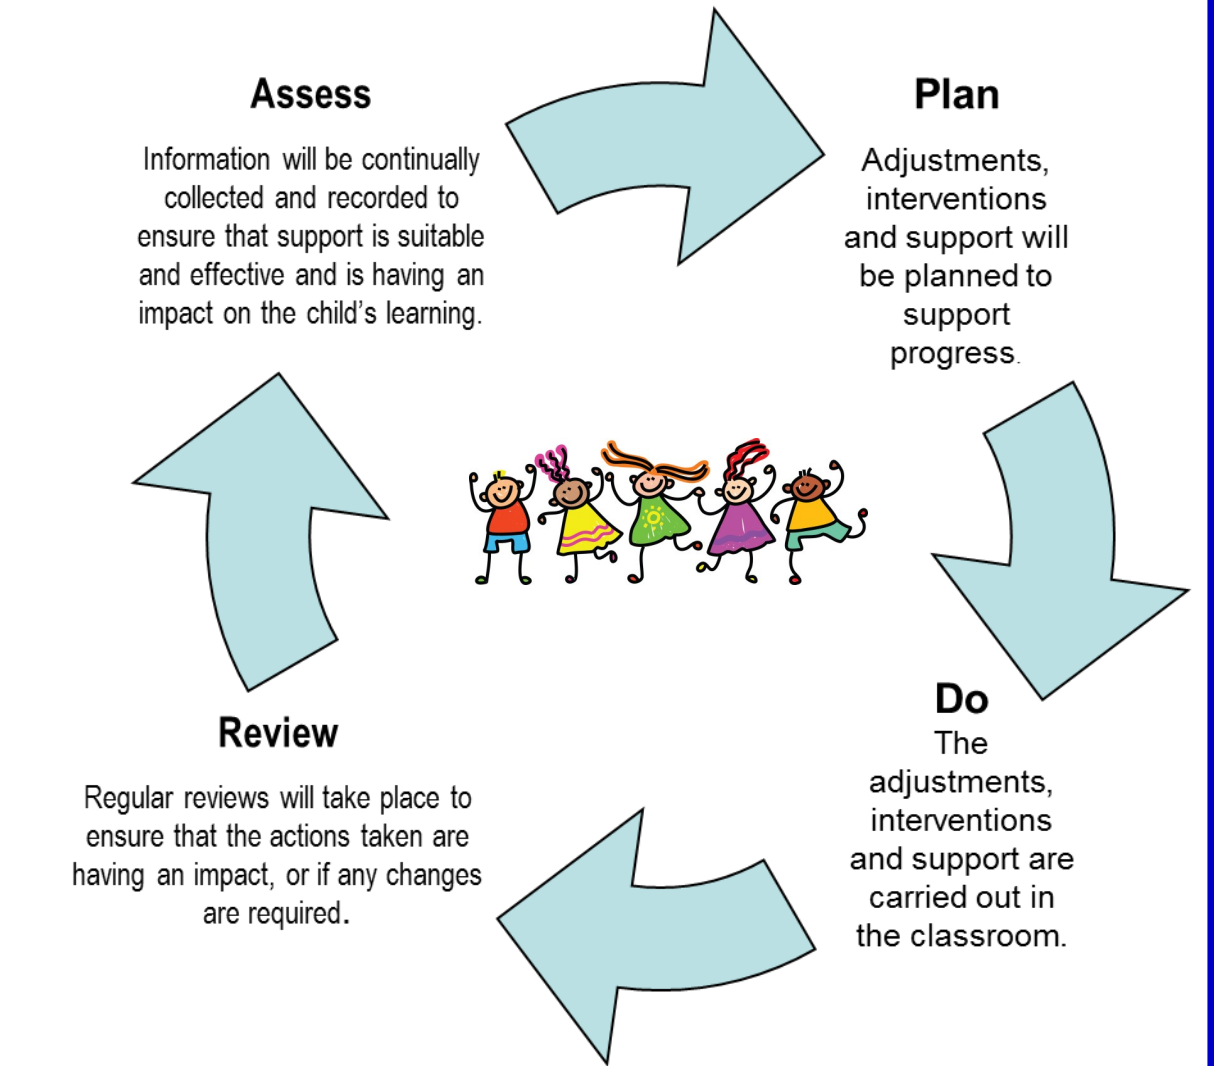 Assess
Information will be continually
collected and recorded to
ensure that support is suitable
and effective and is having an
impact on the child’s learning.
Plan
Adjustments,
interventions
and support will
be planned to
support
progress.
Do
The
adjustments,
interventions
and support are
carried out in
the classroom.
Review
Regular reviews will take place to
ensure that the actions taken are
having an impact, or if any changes
are required.